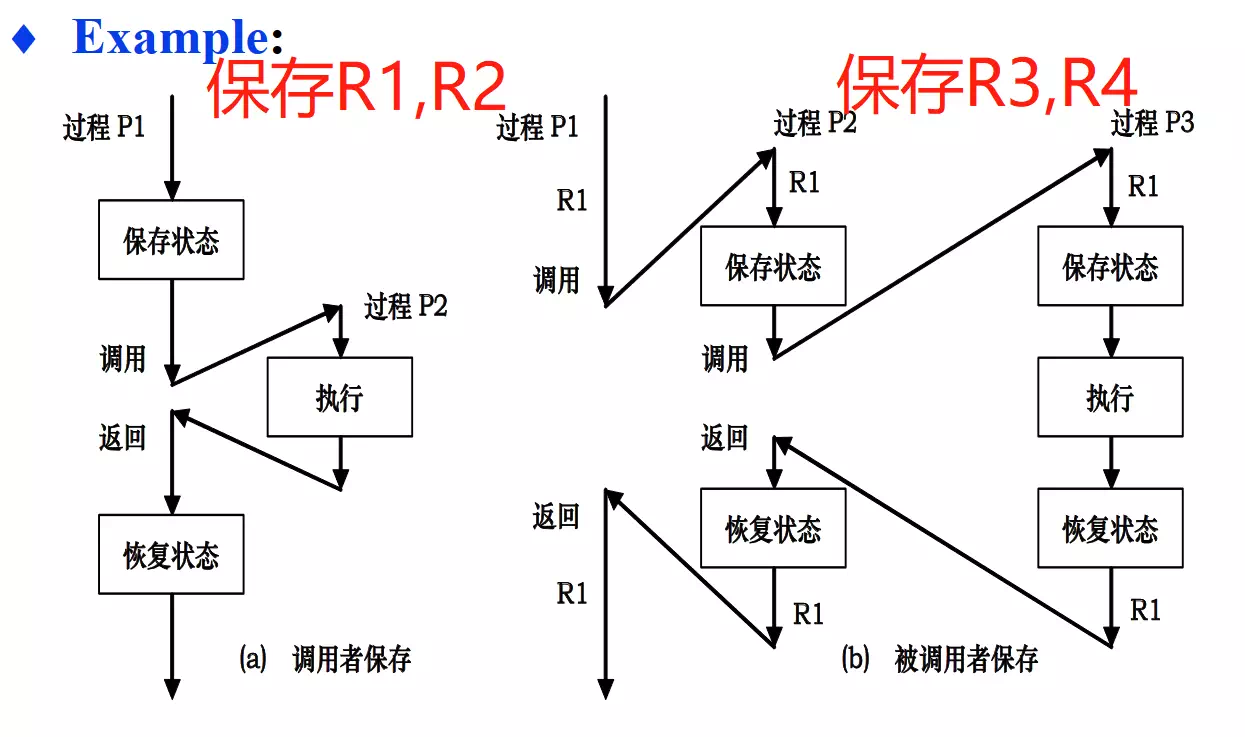 Example:
保存R1,R2
保存R3,R4
过程 P1
保存状态
调用
过程 P2
执行
返回
恢复状态
(a) 调用者保存
过程 P1
R1
调用
过程 P2
R1
保存状态
调用
过程 P3
R1
保存状态
执行
恢复状态
R1
返回
恢复状态
R1
返回
R1
(b) 被调用者保存